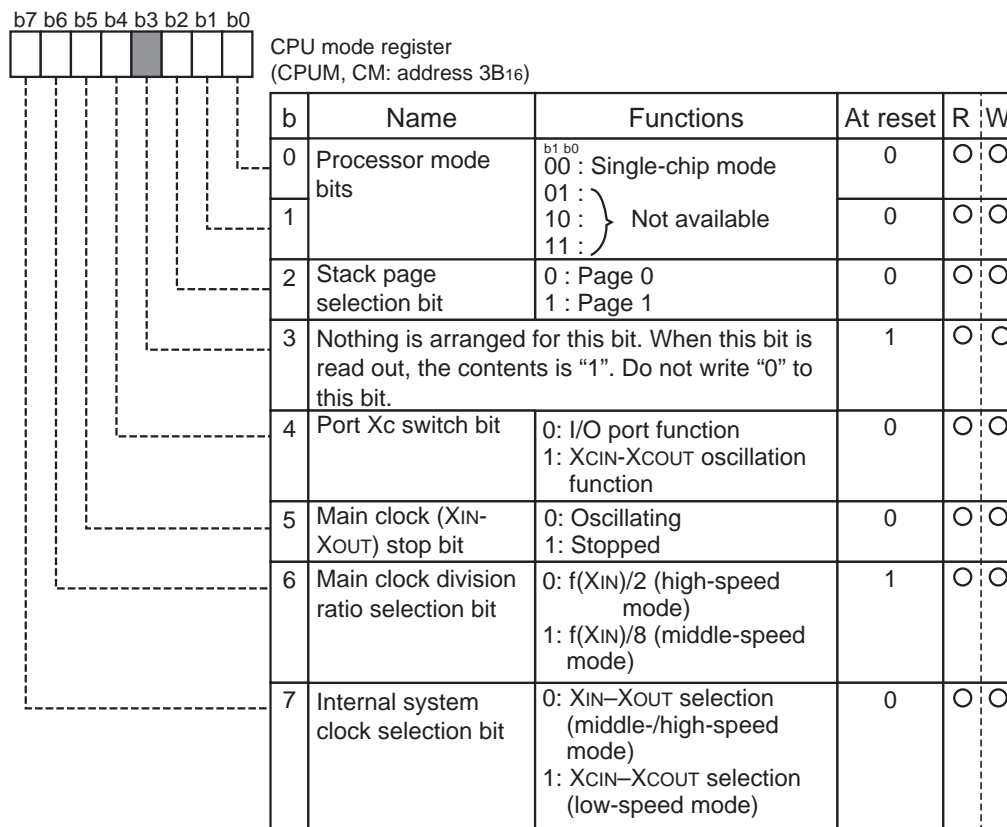 b7 b6 b5 b4 b3 b2 b1 b0
CPU mode register
(CPUM, CM: address 3B16)
b Name Functions At reset R W
0 Processor mode bits b1 b0
00 : Single-chip mode 0 O O
01 :
1 10 : Not available 0 O O
11 :
2 Stack page 0 : Page 0 0 O O
selection bit 1 : Page 1
3 Nothing is arranged for this bit. When this bit is 1 O O
read out, the contents is “1”. Do not write “0” to
this bit.
4 Port Xc switch bit 0: I/O port function 0 O O
1: XCIN-XCOUT oscillation
function
5 Main clock (XIN- 0: Oscillating 0 O O
XOUT) stop bit 1: Stopped
6 Main clock division 0: f(XIN)/2 (high-speed 1 O O
ratio selection bit mode)
1: f(XIN)/8 (middle-speed
mode)
7 Internal system 0: XIN–XOUT selection 0 O O
clock selection bit (middle-/high-speed
mode)
1: XCIN–XCOUT selection
(low-speed mode)